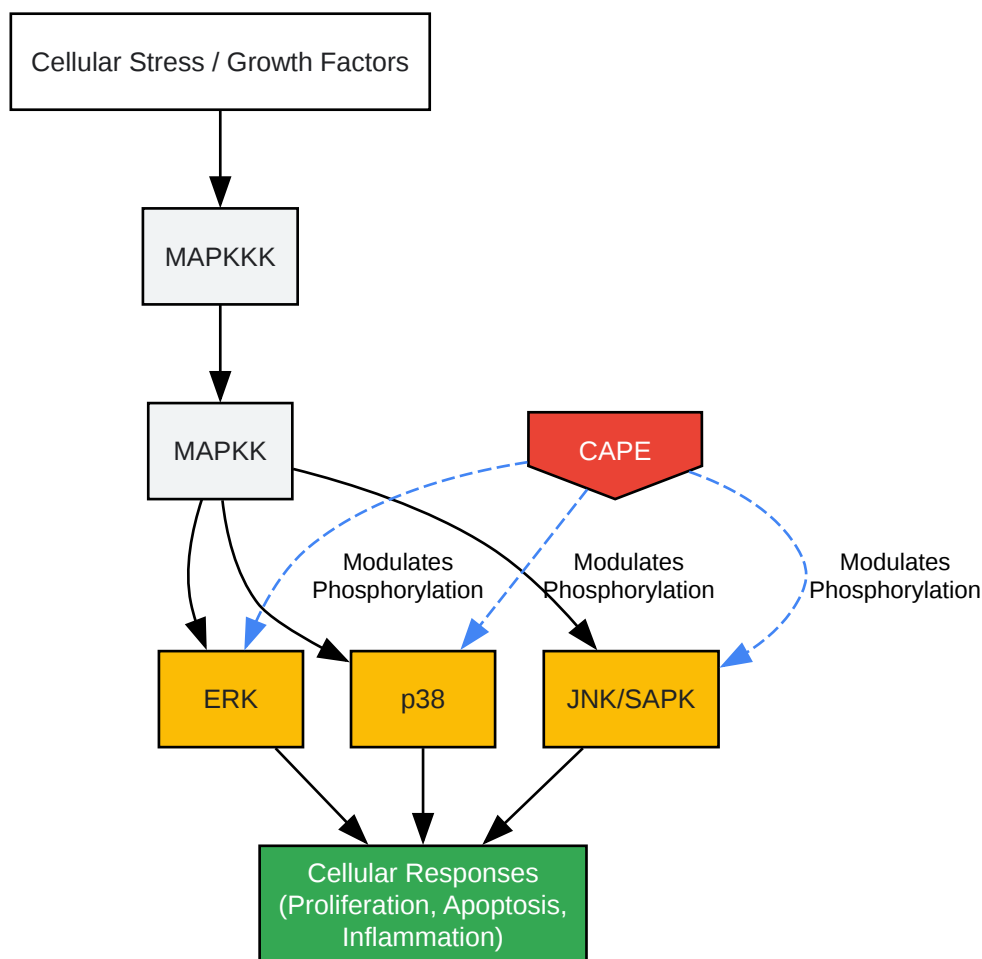 Cellular Stress / Growth Factors
MAPKKK
MAPKK
CAPE
Modulates
Phosphorylation
Modulates
Phosphorylation
Modulates
Phosphorylation
ERK
p38
JNK/SAPK
Cellular Responses
(Proliferation, Apoptosis,
Inflammation)